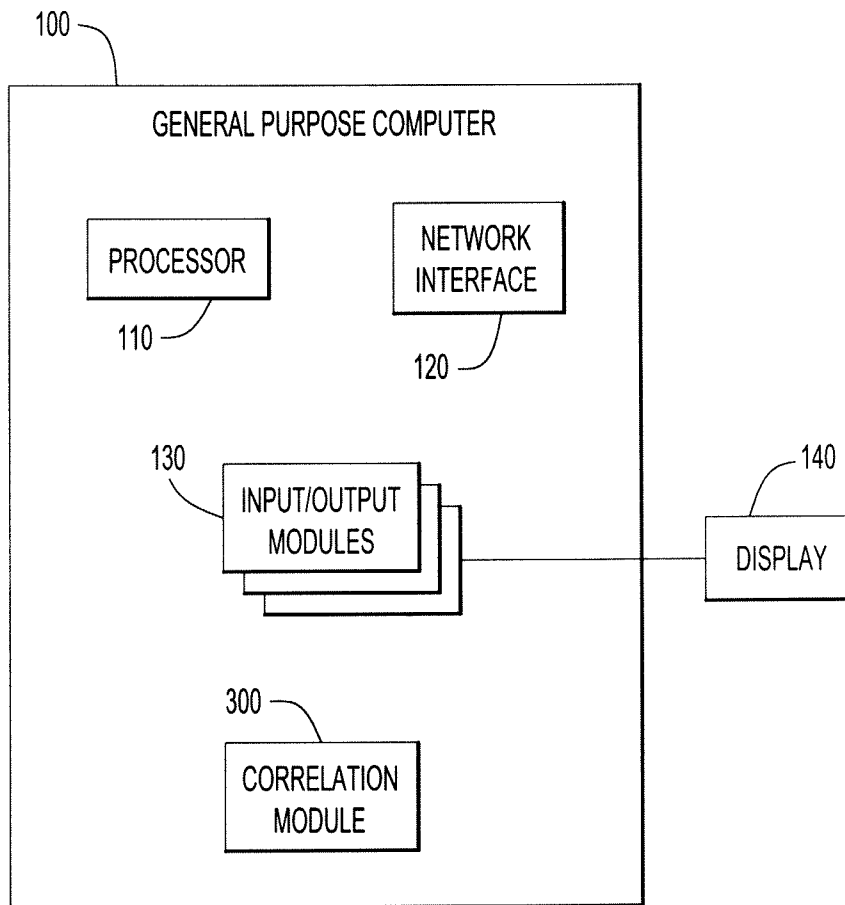 100
GENERAL PURPOSE COMPUTER
PROCESSOR
110
NETWORK
INTERFACE
120
130
INPUT/OUTPUT
MODULES
140
DISPLAY
300
CORRELATION
MODULE